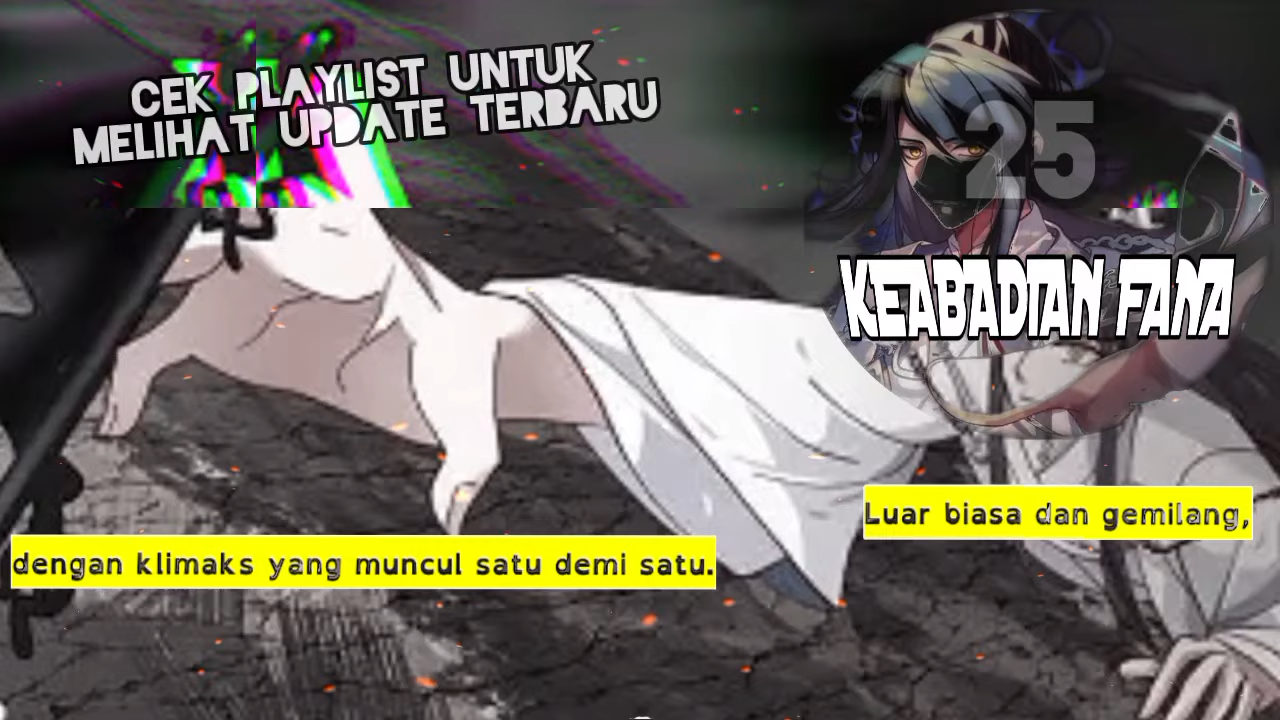 CEK PLAYLIST UNTUK
MELIHAT UPDATE TERBARU
25
KEABADIAN FANA
Luar biasa dan gemilang,
dengan klimaks yang muncul satu demi satu.